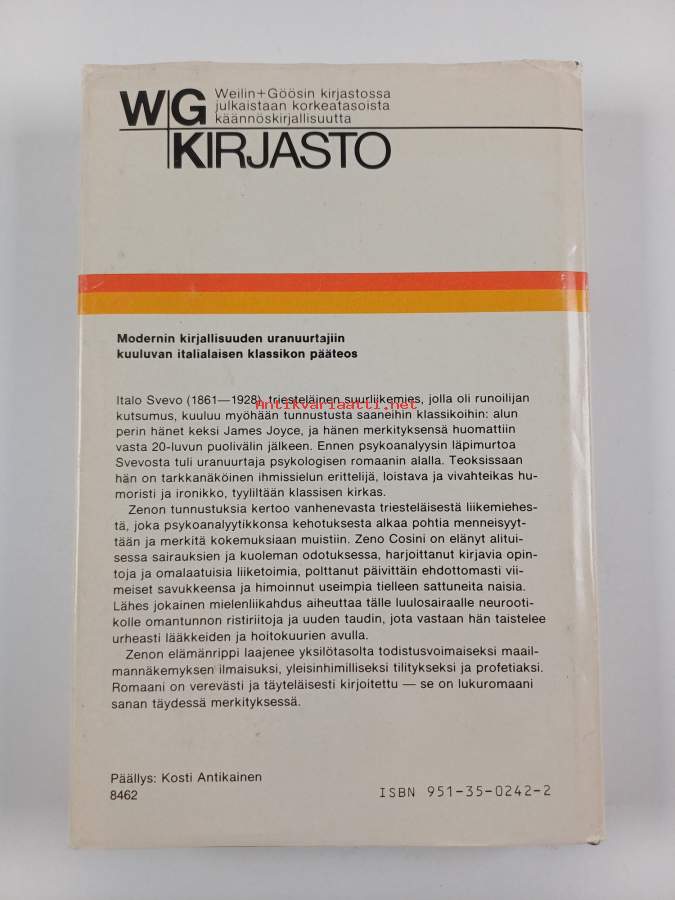 WG
Weilin+Göösin kirjastossa
julkaistaan korkeatasoista
käännöskirjallisuutta
KIRJASTO
Modernin kirjallisuuden uranuurtajiin
kuuluvan italialaisen klassikon pääteos
Italo Svevo (1861—1928), triesteläinen suurliikemies, jolla oli runoilijan
Antikvariaatti.net
kutsumus, kuuluu myöhään tunnustusta saaneihin klassikoihin: alun
perin hänet keksi James Joyce, ja hänen merkityksensä huomattiin
vasta 20-luvun puolivälin jälkeen. Ennen psykoanalyysin läpimurtoa
Svevosta tuli uranuurtaja psykologisen romaanin alalla. Teoksissaan
hän on tarkkanäköinen ihmissielun erittelijä, loistava ja vivahteikas hu-
moristi ja ironikko, tyyliltään klassisen kirkas.
Zenon tunnustuksia kertoo vanhenevasta triesteläisestä liikemiehes-
tä, joka psykoanalyytikkonsa kehotuksesta alkaa pohtia menneisyyt-
tään ja merkitä kokemuksiaan muistiin. Zeno Cosini on elänyt alitui-
sessa sairauksien ja kuoleman odotuksessa, harjoittanut kirjavia opin-
toja ja omalaatuisia liiketoimia, polttanut päivittäin ehdottomasti vii-
meiset savukkeensa ja himoinnut useimpia tielleen sattuneita naisia.
Lähes jokainen mielenliikahdus aiheuttaa tälle luulosairaalle neurooti-
kolle omantunnon ristiriitoja ja uuden taudin, jota vastaan hän taistelee
urheasti lääkkeiden ja hoitokuurien avulla.
Zenon elämänrippi laajenee yksilötasolta todistusvoimaiseksi maail-
mannäkemyksen ilmaisuksi, yleisinhimilliseksi tilitykseksi ja profetiaksi.
Romaani on verevästi ja täyteläisesti kirjoitettu — se on lukuromaani
sanan täydessä merkityksessä.
Päällys: Kosti Antikainen
8462
ISBN 951-35-0242-2